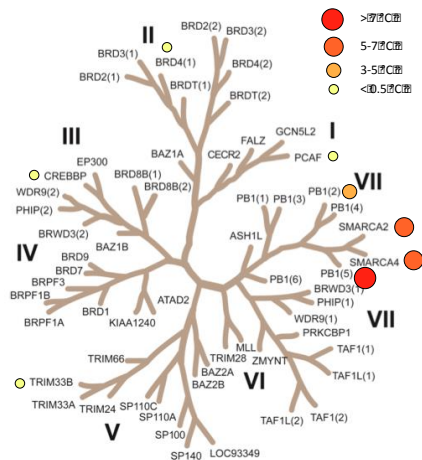 >7 °C
5-7 °C
3-5 °C
< 0.5 °C
II
BRD2(2)
BRD3(2)
BRD3(1)
BRD4(1)
BRD2(1)
BRDT(1)
BRD4(2)
BRDT(2)
I
GCN5L2
FALZ
PCAF
CECR2
BRD8B(1)
BAZ1A
BRD8B(2)
III
EP300
CREBBP
WDR9(2)
PHIP(2)
BRWD3(2)
BAZ1B
VII
PB1(2)
PB1(4)
PB1(1)
PB1(3)
SMARCA2
ASH1L
SMARCA4
PB1(5)
PB1(6)
BRWD3(1)
PHIP(1)
WDR9(1)
VII
PRKCBP1
IV
BRD9
BRD7
BRPF3
BRPF1B
BRPF1A
BRD1
KIAA1240
ATAD2
TRIM66
TRIM33B
TRIM33A
TRIM24
V
SP110C
SP110A
SP100
SP140
LOC93349
BAZ2A
BAZ2B
TRIM28
MLL
ZMYNT
VI
TAF1(1)
TAF1L(1)
TAF1(2)
TAF1L(2)